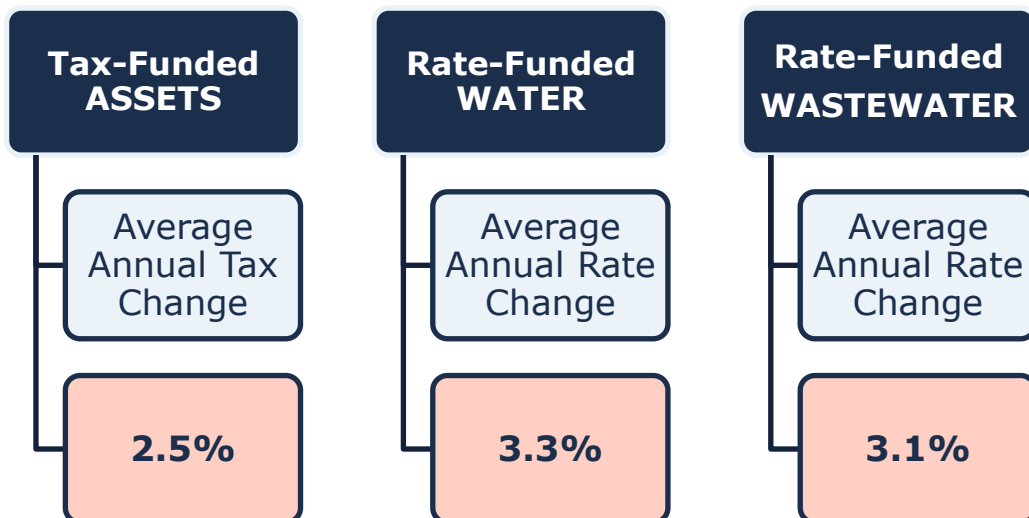 Tax-Funded
ASSETS
Average
Annual Tax
Change
2.5%
Rate-Funded
WATER
Average
Annual Rate
Change
3.3%
Rate-Funded
WASTEWATER
Average
Annual Rate
Change
3.1%